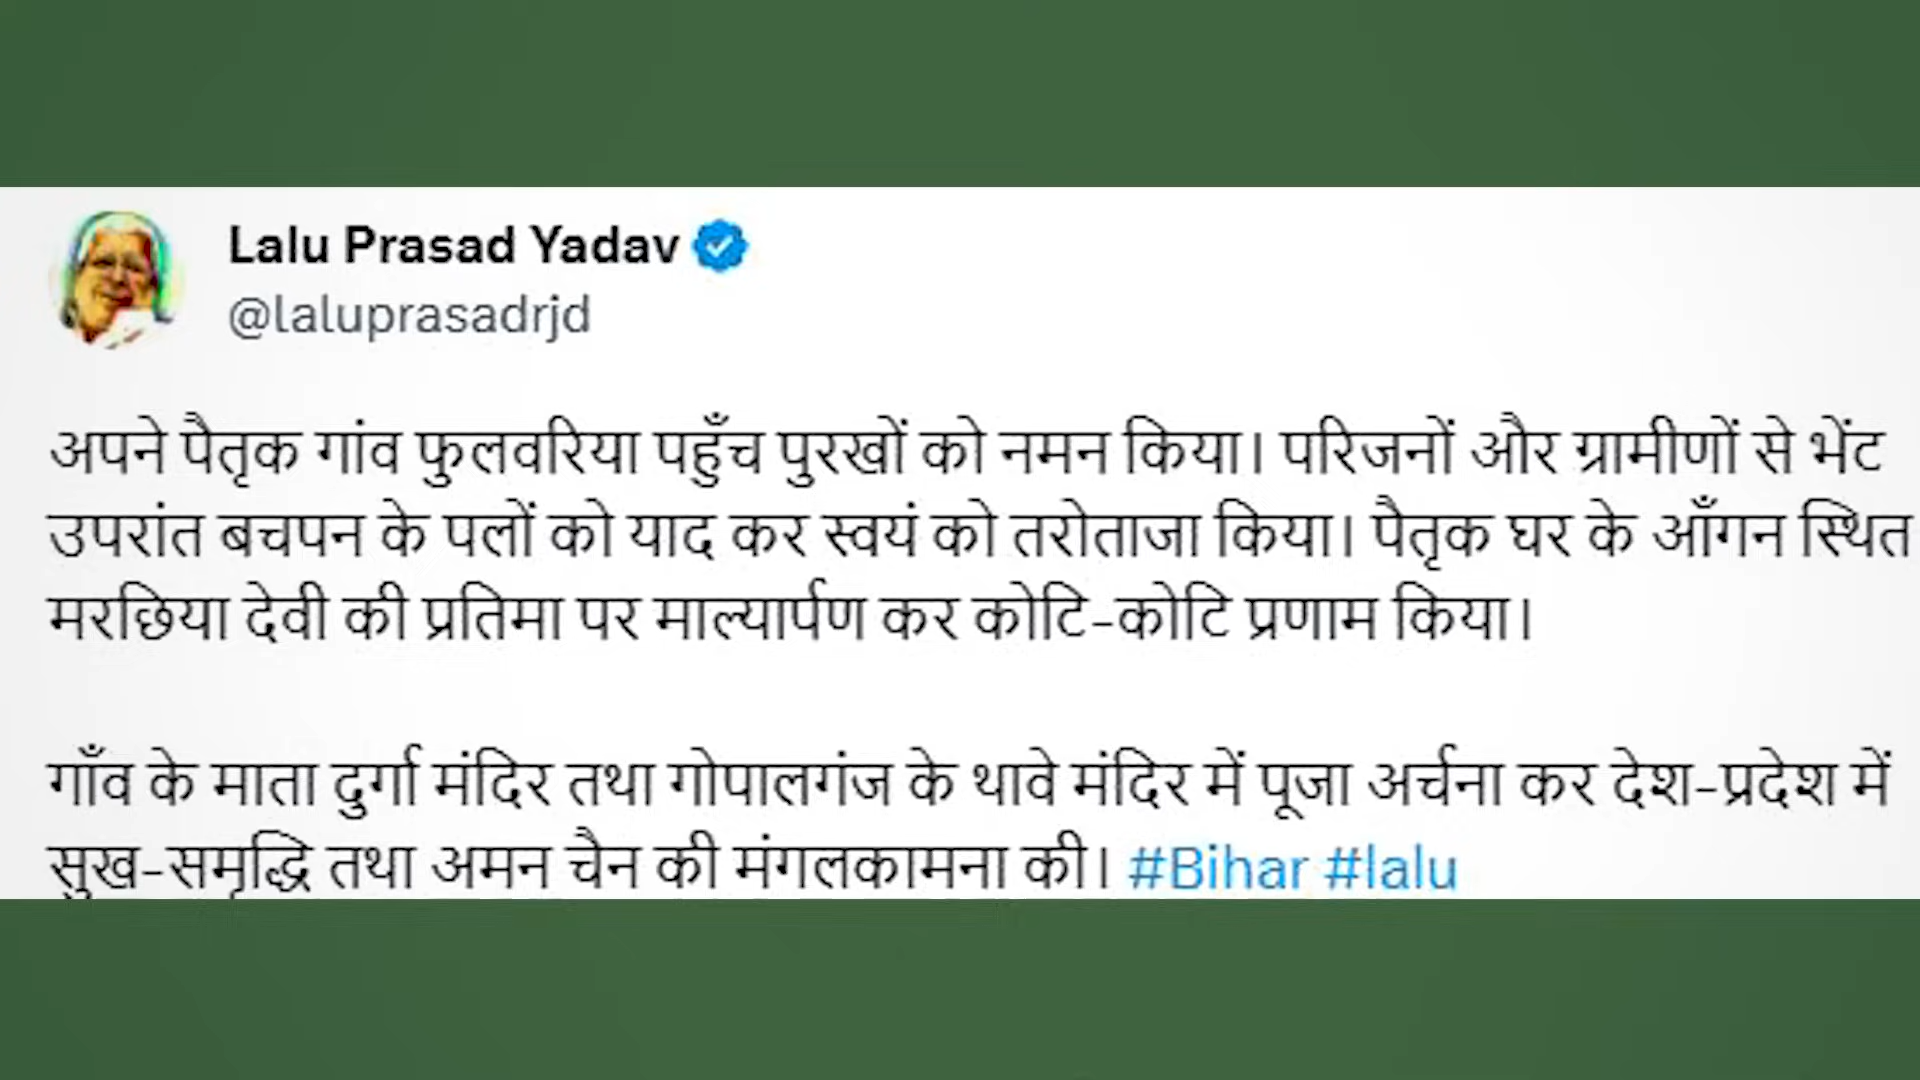 Lalu Prasad Yadav
@laluprasadrjd
अपने पैतृक गांव फुलवरिया पहुँच पुरखों को नमन किया। परिजनों और ग्रामीणों से भेंट
उपरांत बचपन के पलों को याद कर स्वयं को तरोताजा किया। पैतृक घर के आँगन स्थित
मरछिया देवी की प्रतिमा पर माल्यार्पण कर कोटि-कोटि प्रणाम किया।
गाँव के माता दुर्गा मंदिर तथा गोपालगंज के थावे मंदिर में पूजा अर्चना कर देश-प्रदेश में
सुख-समृद्धि तथा अमन चैन की मंगलकामना की। #Bihar #lalu